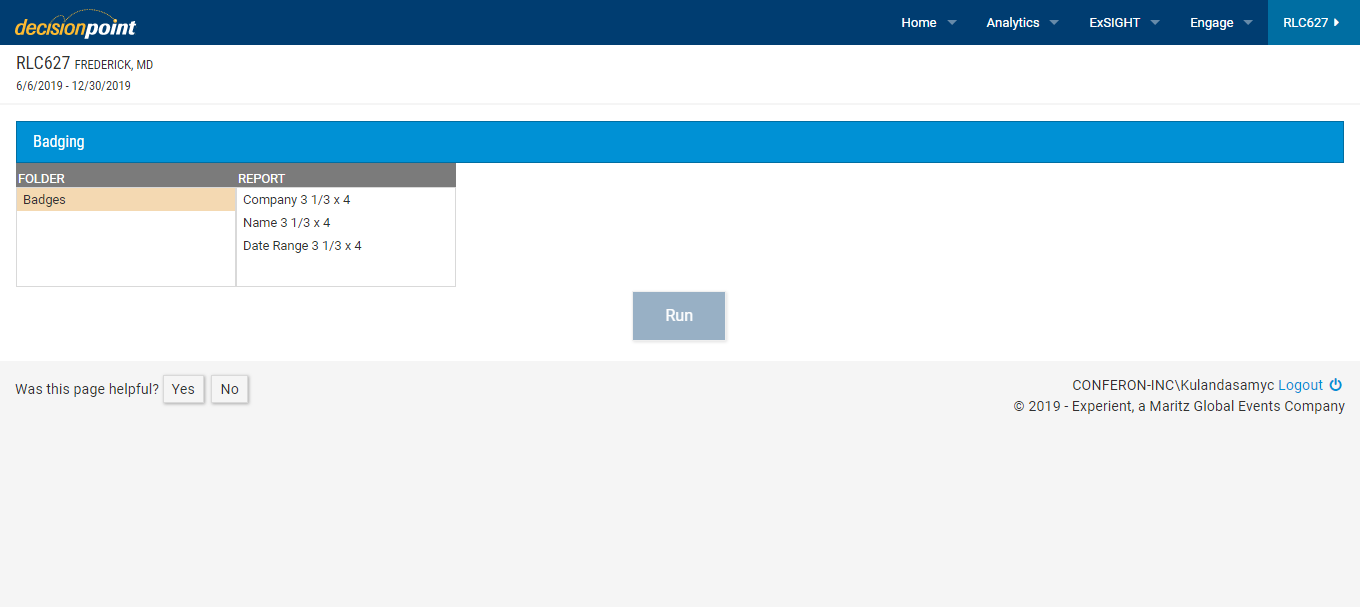 decisionpoint
Home Analytics ExSIGHT Engage RLC627
RLC627 FREDERICK, MD
6/6/2019 - 12/30/2019
Badging
FOLDER REPORT
Badges Company 3 1/3 x 4
Name 3 1/3 x 4
Date Range 3 1/3 x 4
Run
Was this page helpful? Yes No
CONFERON-INC\Kulandasamyc Logout
© 2019 - Experient, a Maritz Global Events Company